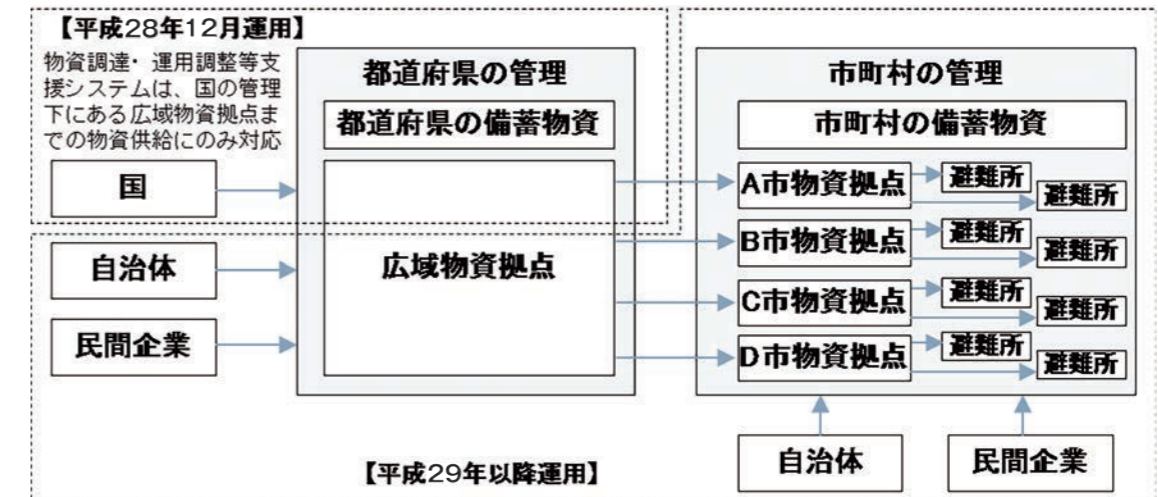 【平成28年12月運用】
物資調達・運用調整等支
援システムは、国の管理
下にある広域物資拠点ま
での物資供給にのみ対応
国
自治体
民間企業
都道府県の管理
都道府県の備蓄物資
広域物資拠点
市町村の管理
市町村の備蓄物資
A市物資拠点
避難所
避難所
B市物資拠点
避難所
避難所
C市物資拠点
避難所
避難所
D市物資拠点
避難所
避難所
自治体
民間企業
【平成29年以降運用】